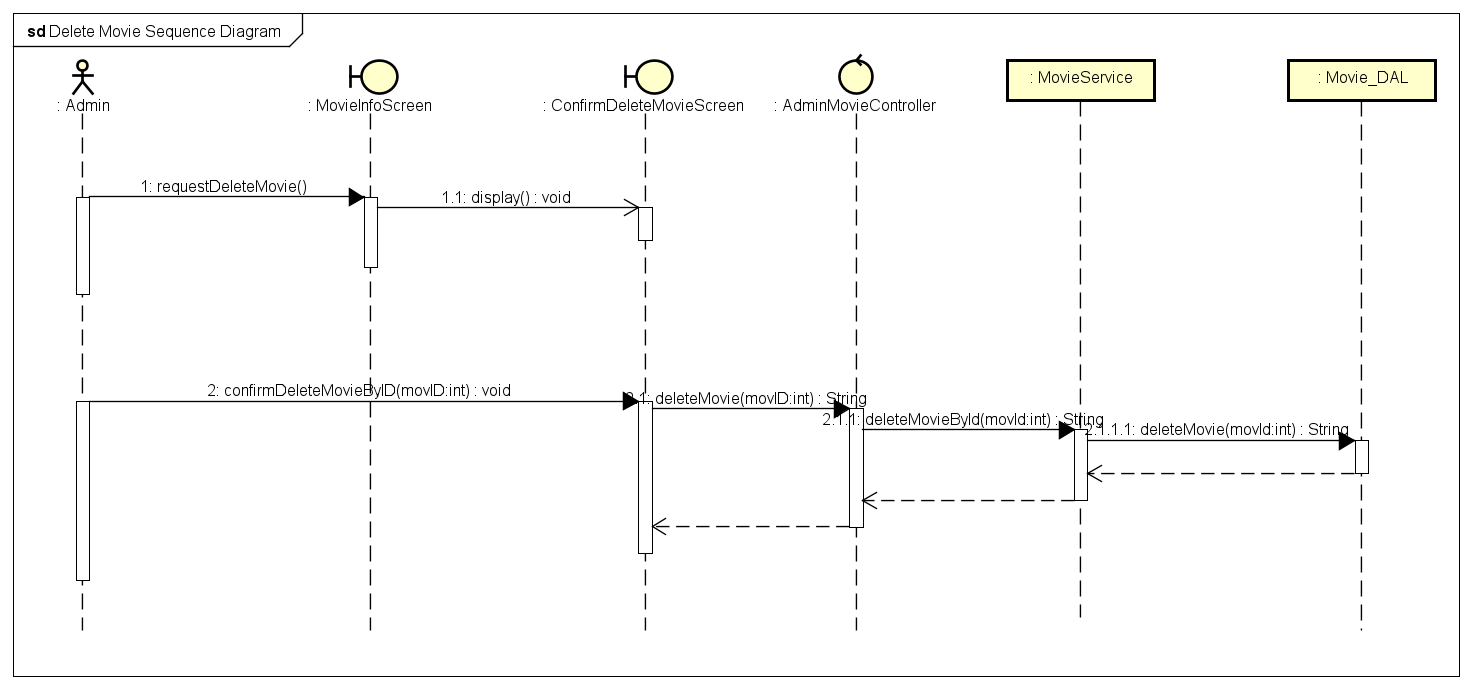 sd Delete Movie Sequence Diagram
: Admin
: MovieInfoScreen
: ConfirmDeleteMovieScreen
: AdminMovieController
: MovieService
: Movie_DAL
1: requestDeleteMovie()
1.1: display() : void
2: confirmDeleteMovieByID(movID:int) : void
2.1: deleteMovie(movID:int) : String
2.1.1: deleteMovieById(movId:int) : String
2.1.1.1: deleteMovie(movId:int) : String